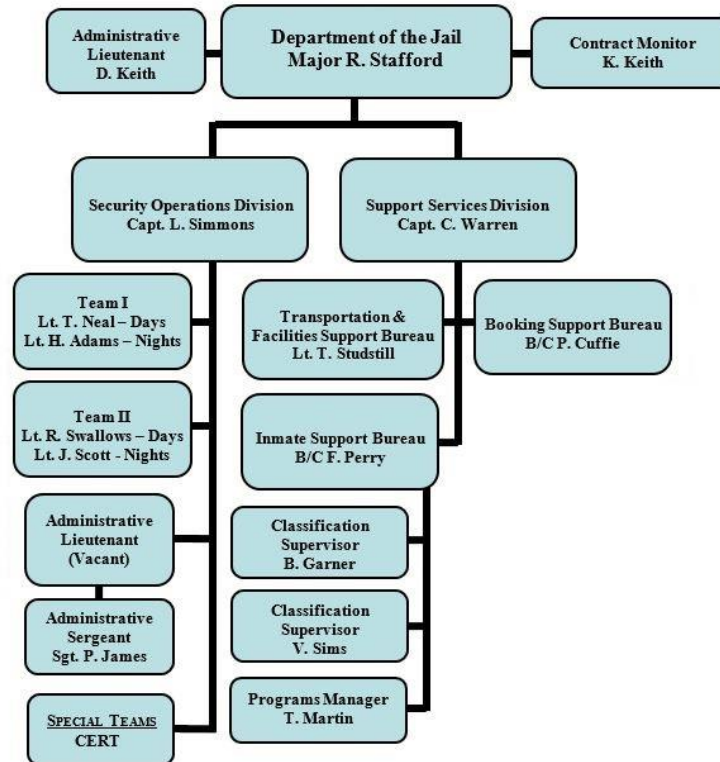 Administrative
Lieutenant
D. Keith
Department of the Jail
Major R. Stafford
Contract Monitor
K. Keith
Security Operations Division
Capt. L. Simmons
Support Services Division
Capt. C. Warren
Team I
Lt. T. Neal – Days
Lt. H. Adams – Nights
Transportation &
Facilities Support Bureau
Lt. T. Studstill
Booking Support Bureau
B/C P. Cuffie
Team II
Lt. R. Swallows – Days
Lt. J. Scott - Nights
Inmate Support Bureau
B/C F. Perry
Administrative
Lieutenant
(Vacant)
Classification
Supervisor
B. Garner
Administrative
Sergeant
Sgt. P. James
Classification
Supervisor
V. Sims
SPECIAL TEAMS
CERT
Programs Manager
T. Martin